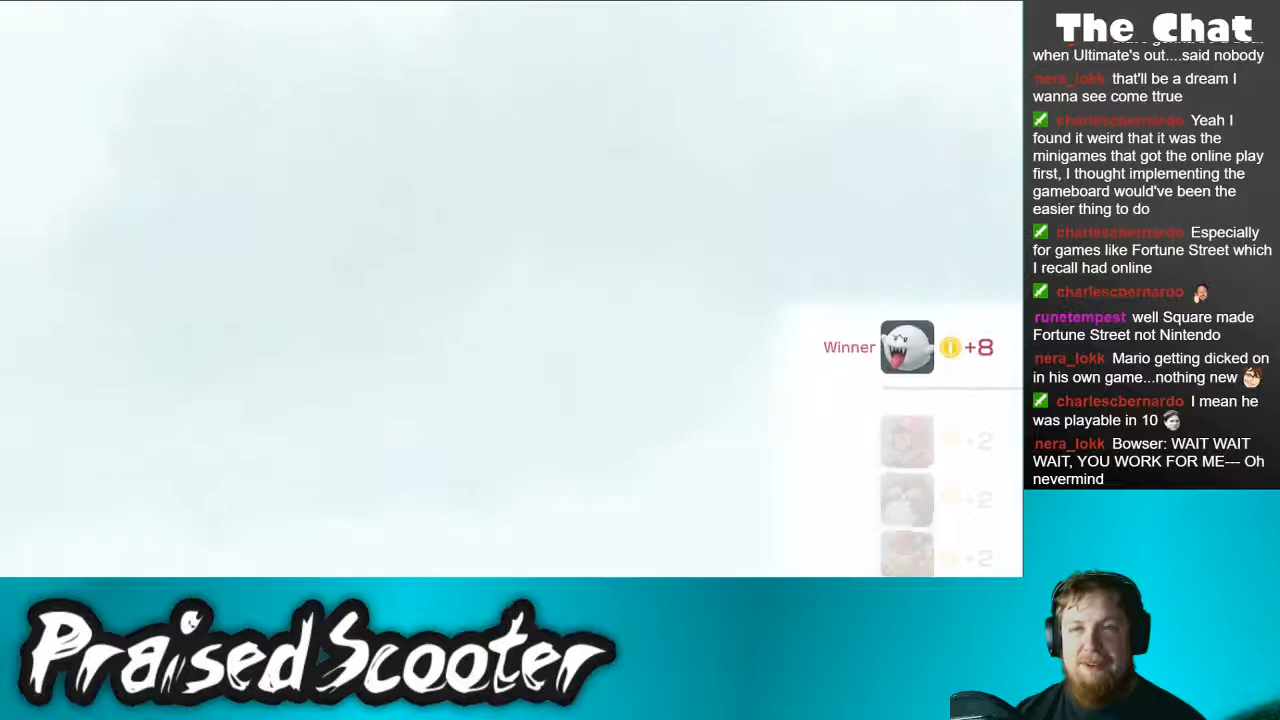 The Chat
when Ultimate's out....said nobody
nera_lokk that'll be a dream I
wanna see come ttrue
charlescbernardo Yeah I
found it weird that it was the
minigames that got the online play
first, I thought implementing the
gameboard would've been the
easier thing to do
charlescbernardo Especially
for games like Fortune Street which
I recall had online
charlescbernardo
runetempest well Square made
Fortune Street not Nintendo
nera_lokk Mario getting dicked on
in his own game...nothing new
charlescbernardo I mean he
was playable in 10
nera_lokk Bowser: WAIT WAIT
WAIT, YOU WORK FOR ME--- Oh
nevermind
Winner +8
+2
+2
+2
PraisedScooter